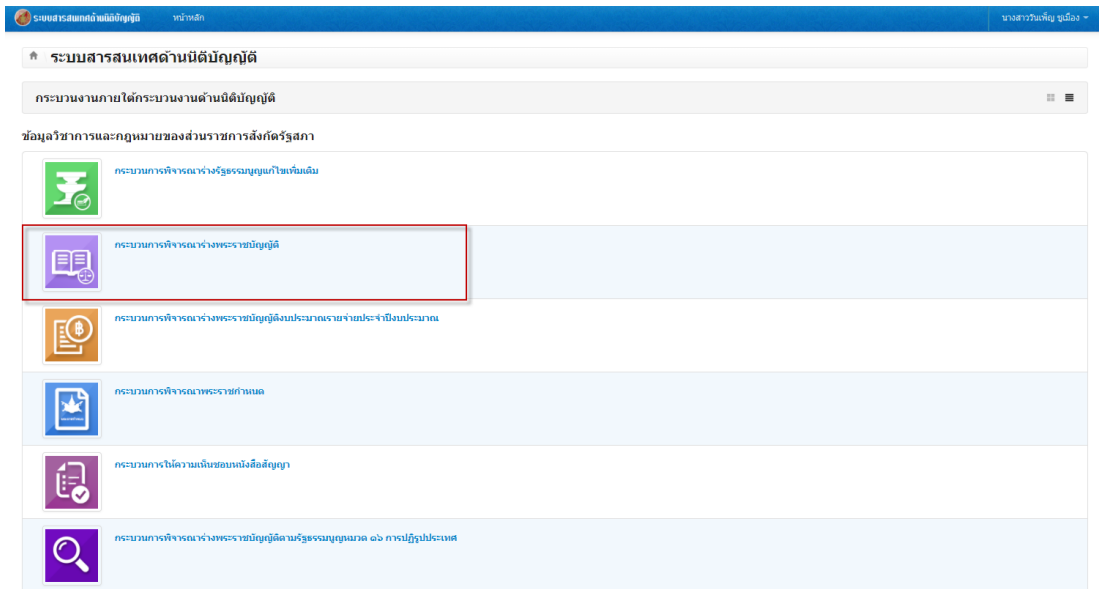 ระบบสารสนเทศด้านนิติบัญญัติ หน้าหลัก นางสาววันเพ็ญ ชูเมือง
ระบบสารสนเทศด้านนิติบัญญัติ
กระบวนงานภายใต้กระบวนงานด้านนิติบัญญัติ
ข้อมูลวิชาการและกฎหมายของส่วนราชการสังกัดรัฐสภา
กระบวนการพิจารณาร่างรัฐธรรมนูญแก้ไขเพิ่มเติม
กระบวนการพิจารณาร่างพระราชบัญญัติ
กระบวนการพิจารณาร่างพระราชบัญญัติงบประมาณรายจ่ายประจำปีงบประมาณ
กระบวนการพิจารณาพระราชกำหนด
กระบวนการให้ความเห็นชอบหนังสือสัญญา
กระบวนการพิจารณาร่างพระราชบัญญัติตามรัฐธรรมนูญหมวด ๑๖ การปฏิรูปประเทศ